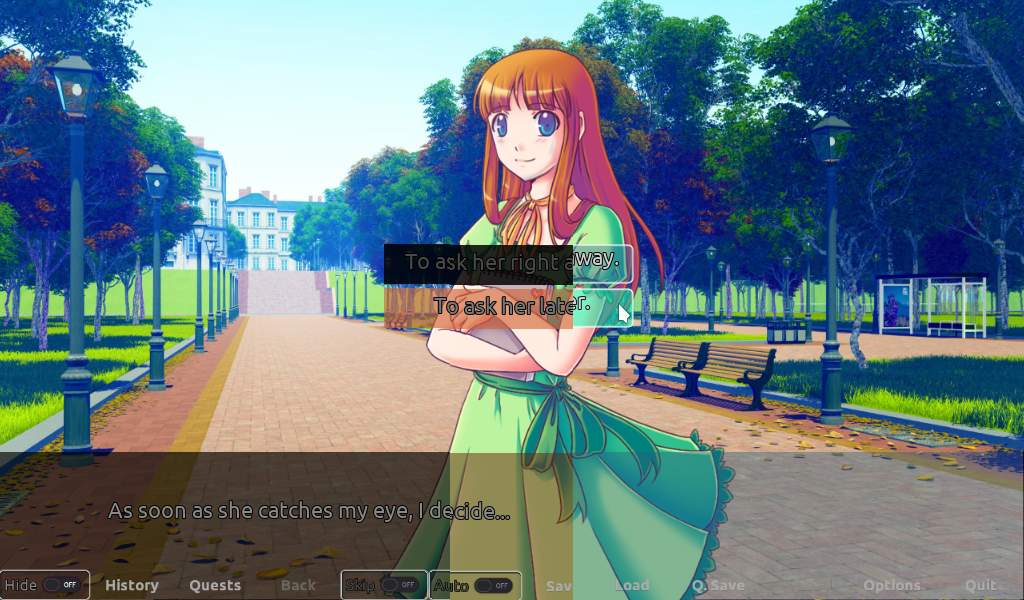 To ask her right away.
To ask her later.
As soon as she catches my eye, I decide...
Hide OFF History Quests Back Skip OFF Auto OFF Save Load Q.Save Options Quit